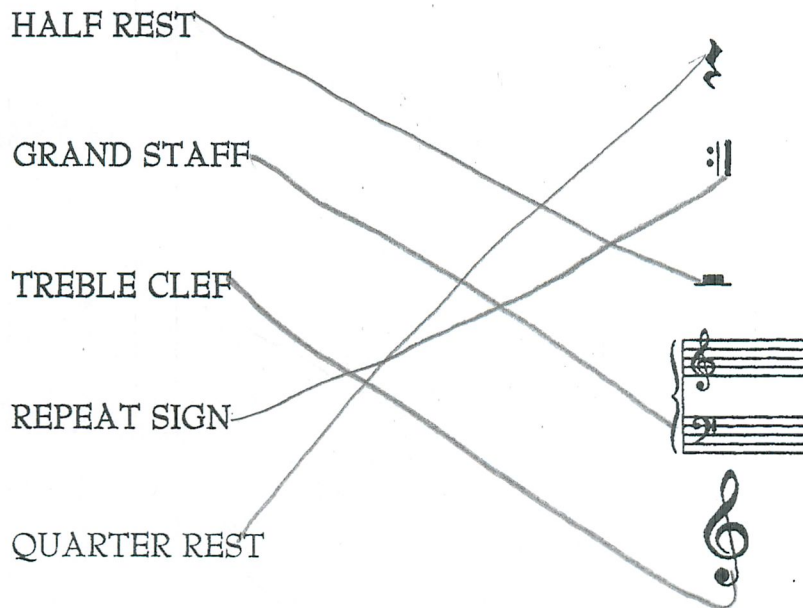 HALF REST
GRAND STAFF
TREBLE CLEF
REPEAT SIGN
QUARTER REST